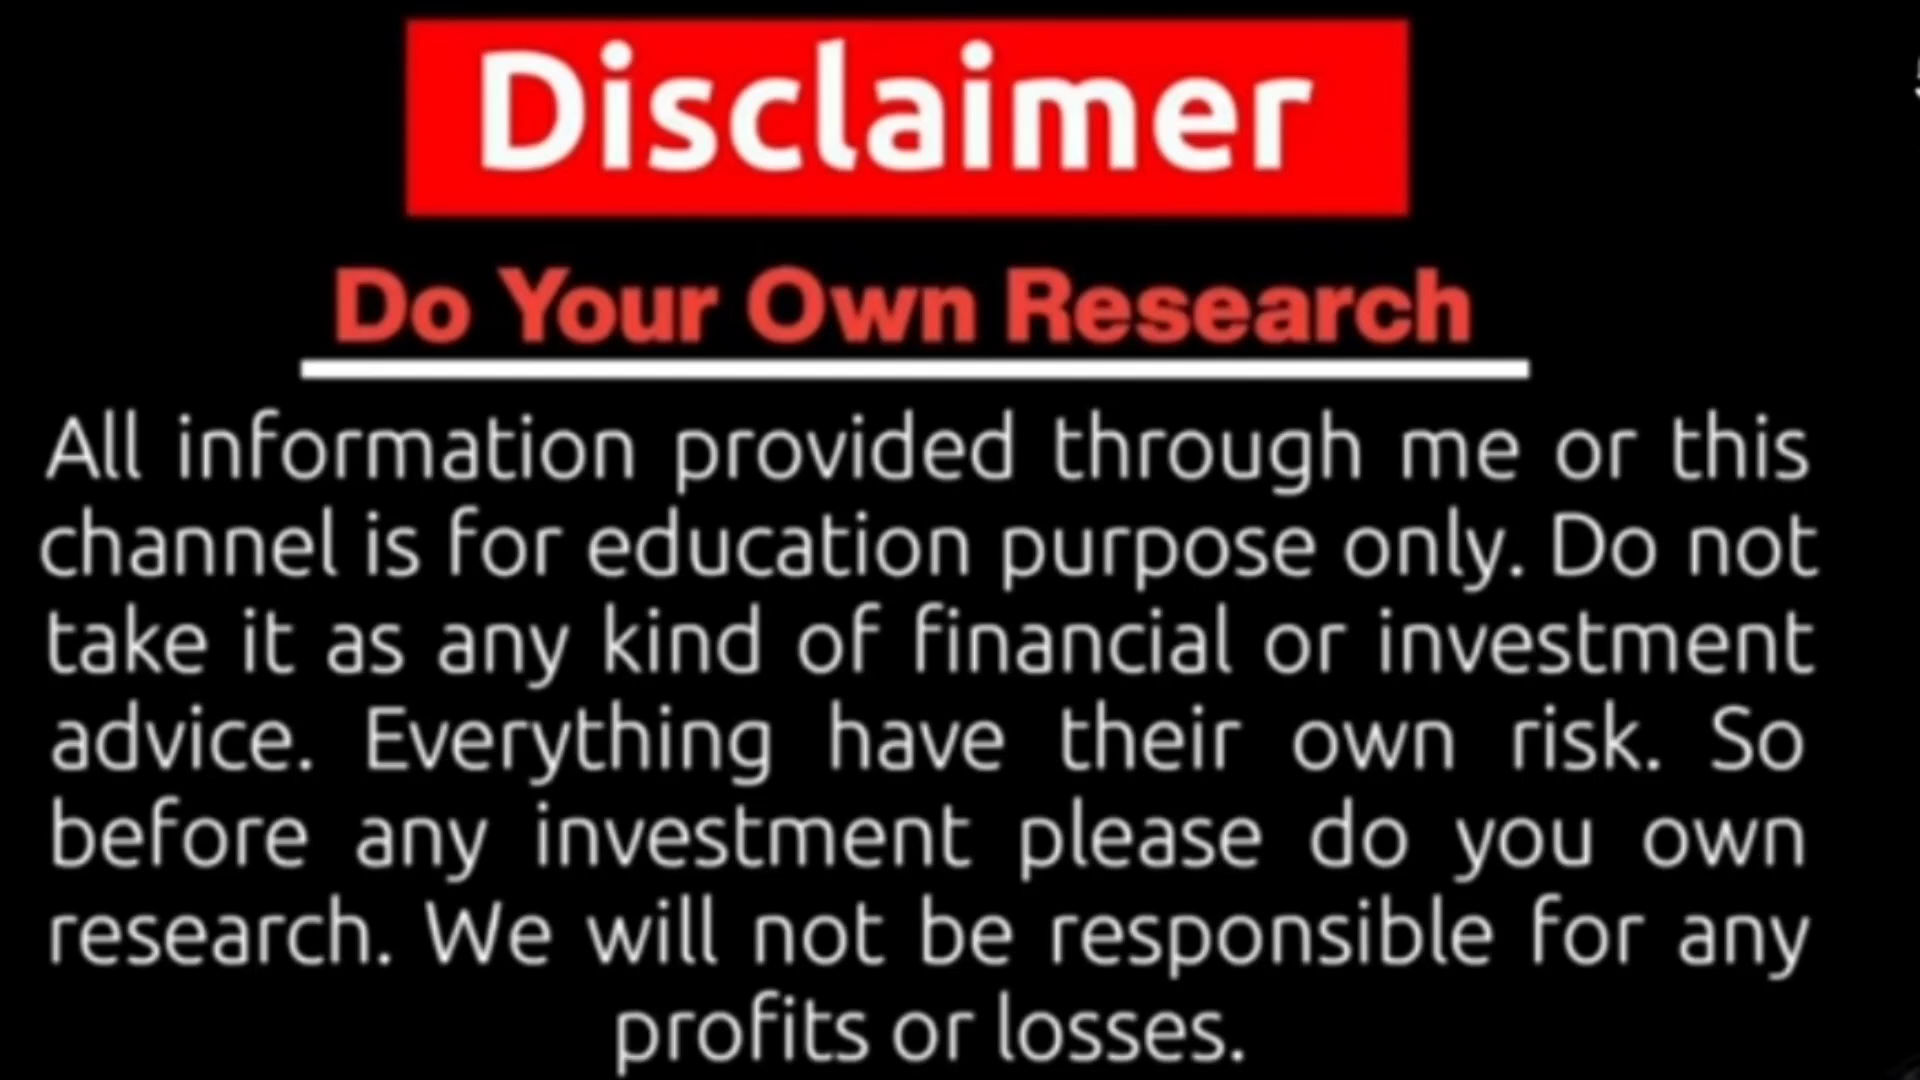 Disclaimer
Do Your Own Research
All information provided through me or this
channel is for education purpose only. Do not
take it as any kind of financial or investment
advice. Everything have their own risk. So
before any investment please do you own
research. We will not be responsible for any
profits or losses.